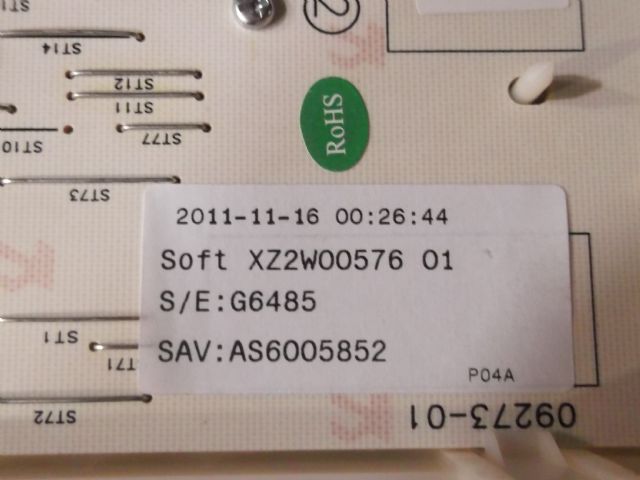 ST14
ST12
ST11
ST77
ST10
ST73
RoHS
2
2011-11-16 00:26:44
Soft XZ2W00576 01
S/E:G6485
SAV:AS6005852
P04A
ST1
ST72
09273-01